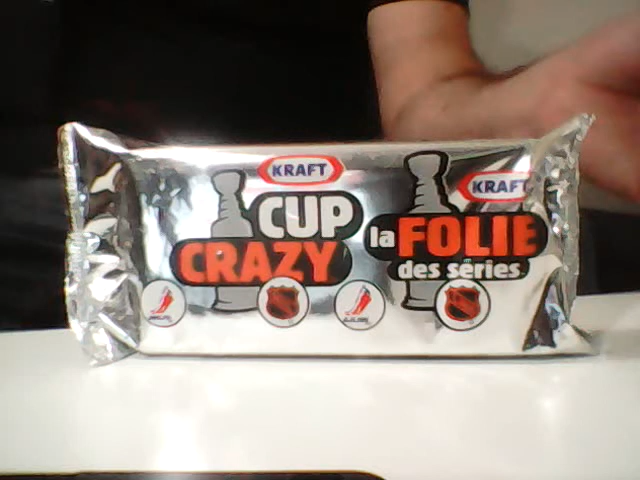 KRAFT
CUP
CRAZY
KRAFT
la FOLIE
des séries